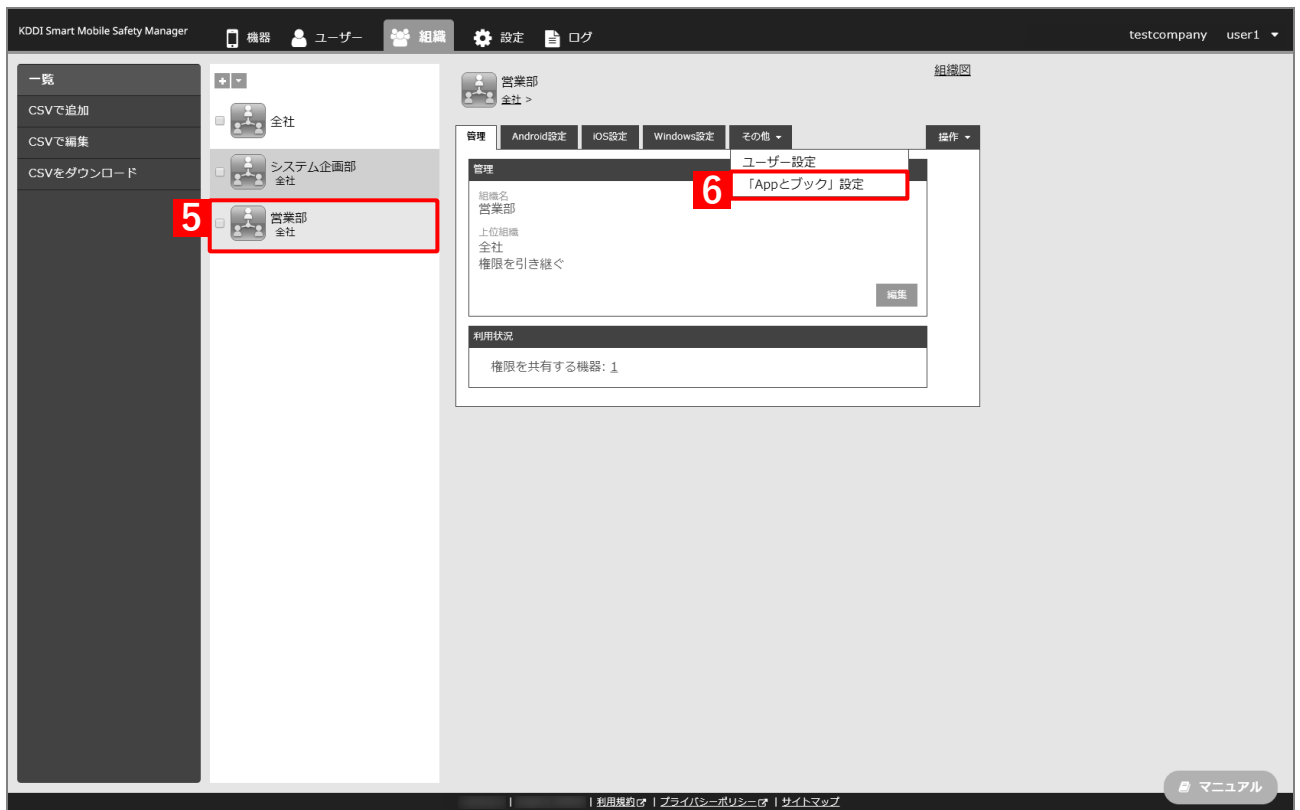 KDDI Smart Mobile Safety Manager
機器
ユーザー
組織
設定
ログ
testcompany
user1
一覧
CSVで追加
CSVで編集
CSVをダウンロード
全社
システム企画部
全社
5
営業部
全社
営業部
全社 >
組織図
管理
Android設定
iOS設定
Windows設定
その他
操作
ユーザー設定
6
「Appとブック」設定
管理
組織名
営業部
上位組織
全社
権限を引き継ぐ
編集
利用状況
権限を共有する機器: 1
マニュアル
| | 利用規約 | プライバシーポリシー | サイトマップ